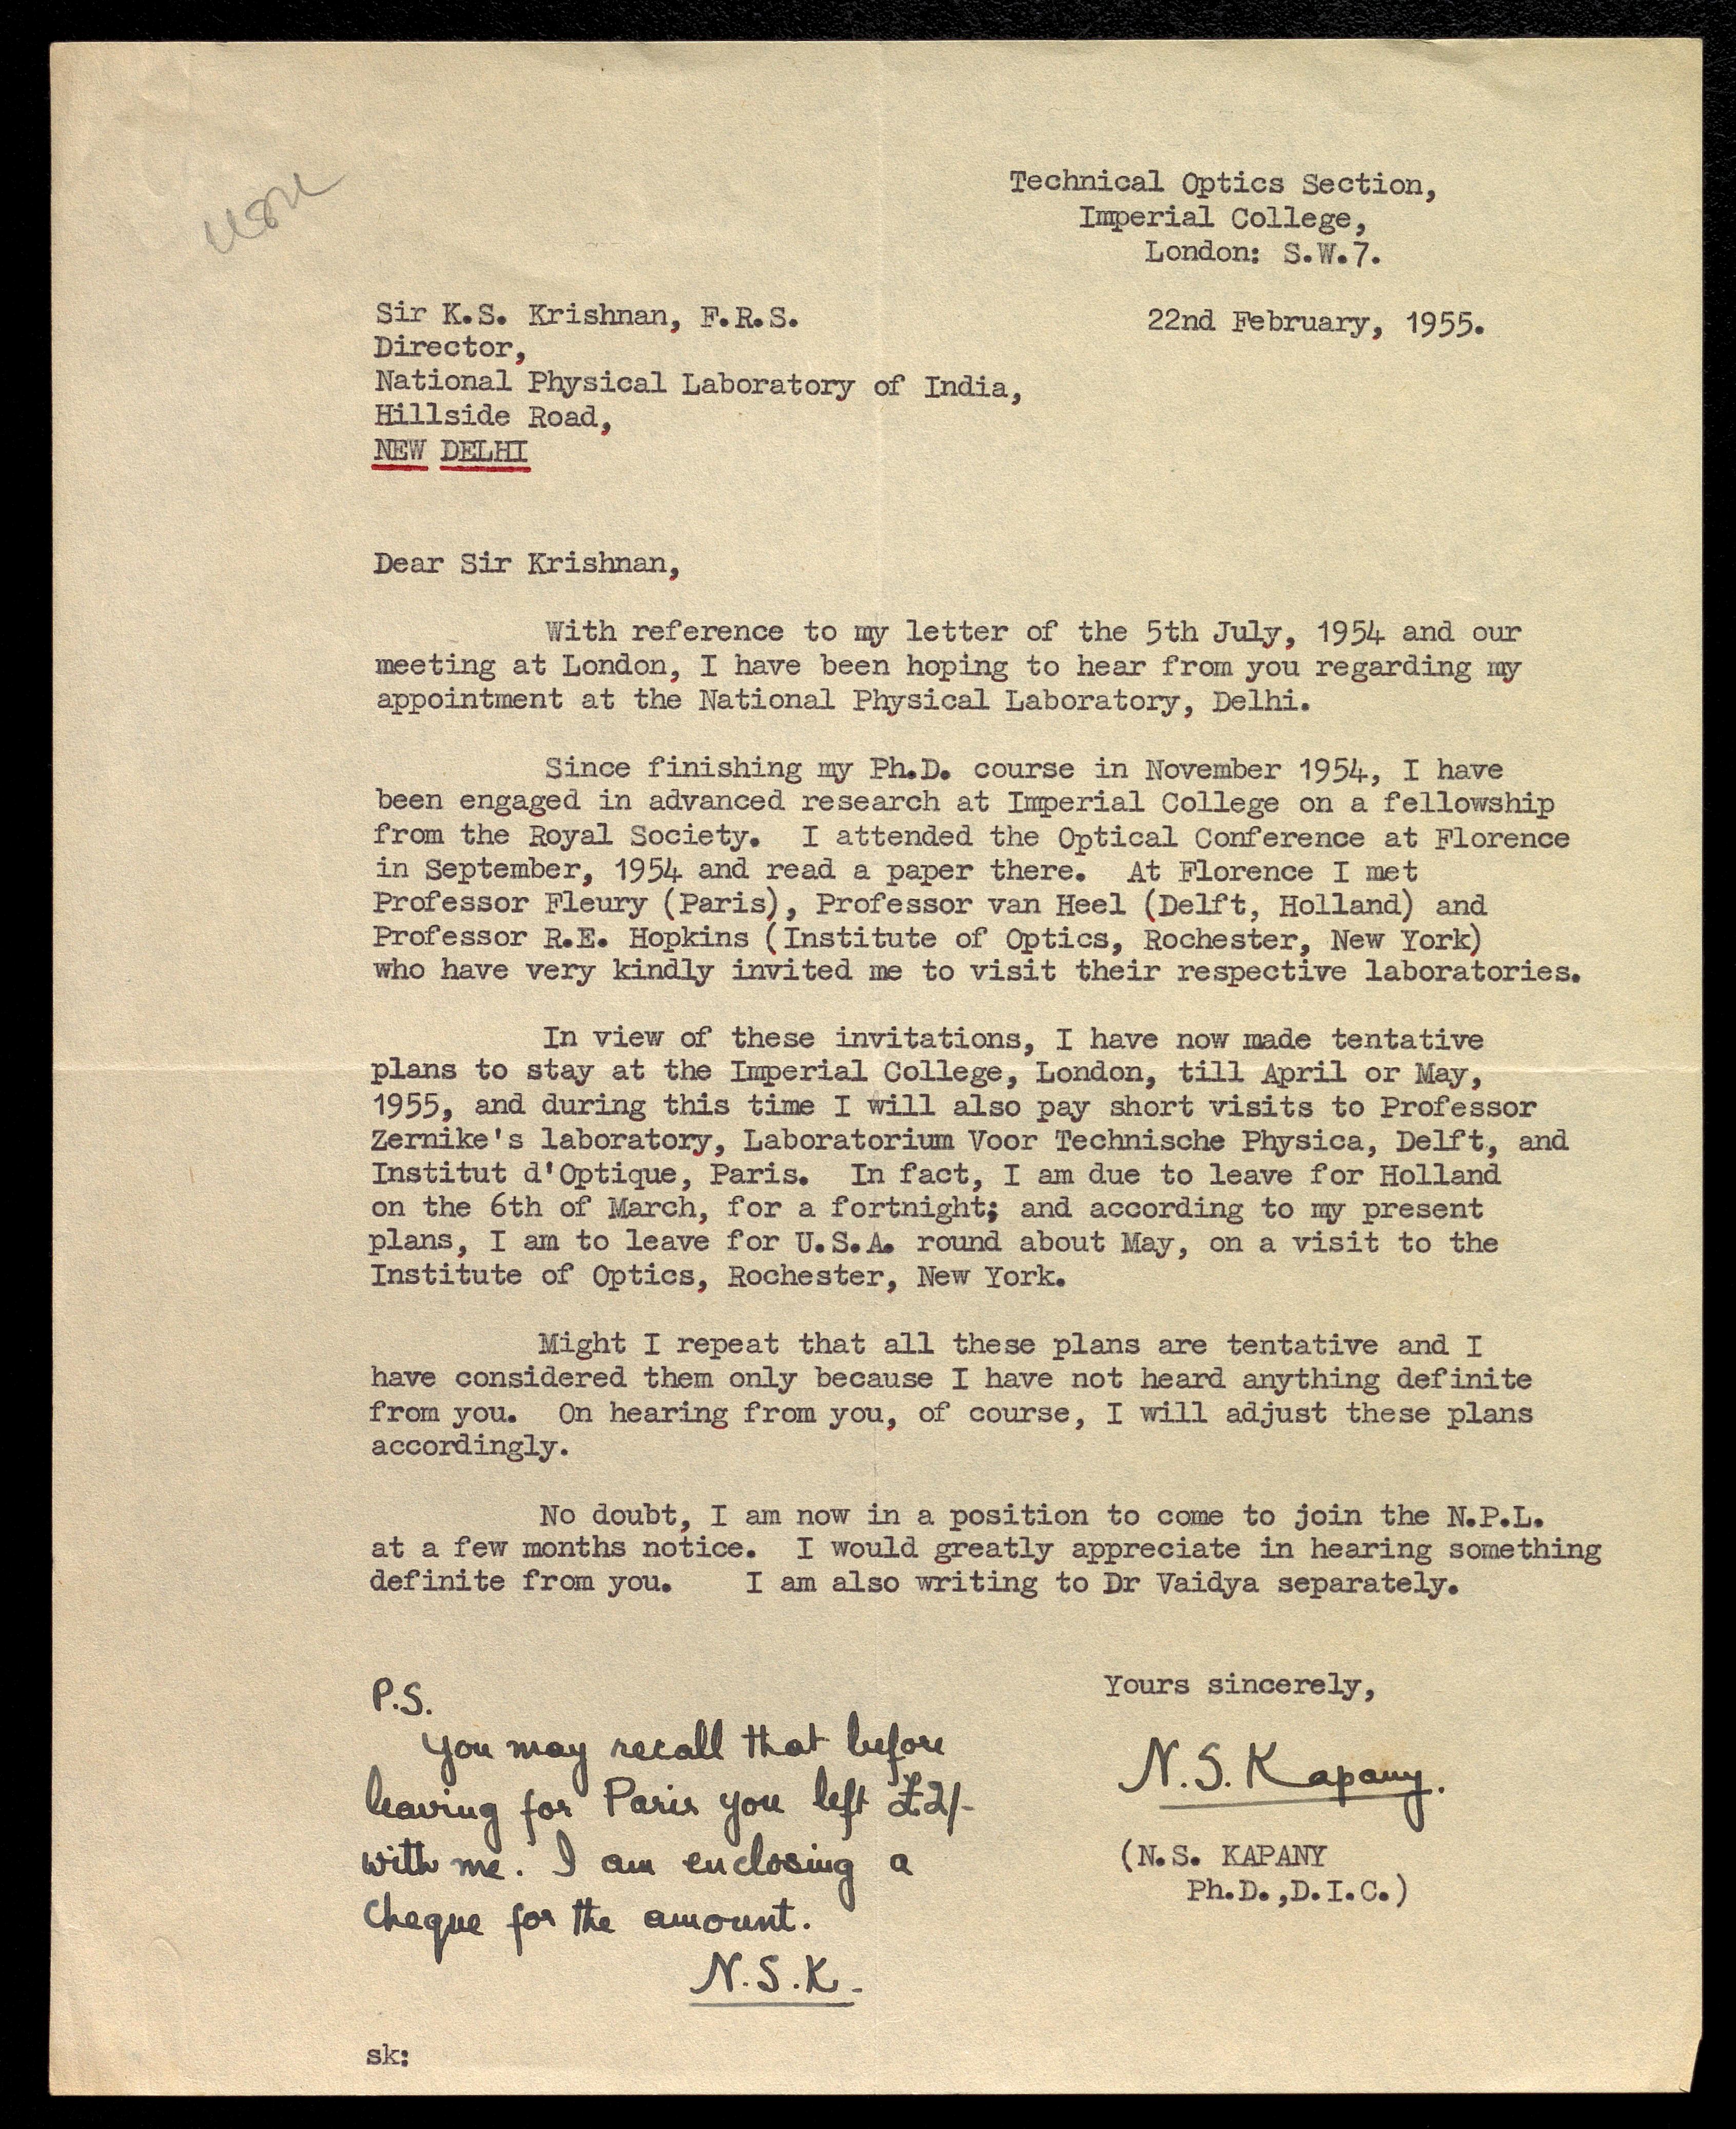 Technical Optics Section,
Imperial College,
London: S.W.7.
Sir K.S. Krishnan, F.R.S.
22nd February, 1955.
Director,
National Physical Laboratory of India,
Hillside Road,
NEW DELHI
Dear Sir Krishnan,
With reference to my letter of the 5th July, 1954 and our
meeting at London, I have been hoping to hear from you regarding my
appointment at the National Physical Laboratory, Delhi.
Since finishing my Ph.D. course in November 1954, I have
been engaged in advanced research at Imperial College on a fellowship
from the Royal Society. I attended the Optical Conference at Florence
in September, 1954 and read a paper there. At Florence I met
Professor Fleury (Paris), Professor van Heel (Delft, Holland) and
Professor R.E. Hopkins (Institute of Optics, Rochester, New York)
who have very kindly invited me to visit their respective laboratories.
In view of these invitations, I have now made tentative
plans to stay at the Imperial College, London, till April or May,
1955, and during this time I will also pay short visits to Professor
Zernike's laboratory, Laboratorium Voor Technische Physica, Delft, and
Institut d'Optique, Paris. In fact, I am due to leave for Holland
on the 6th of March, for a fortnight; and according to my present
plans, I am to leave for U.S.A. round about May, on a visit to the
Institute of Optics, Rochester, New York.
Might I repeat that all these plans are tentative and I
have considered them only because I have not heard anything definite
from you. On hearing from you, of course, I will adjust these plans
accordingly.
No doubt, I am now in a position to come to join the N.P.L.
at a few months notice. I would greatly appreciate in hearing something
definite from you. I am also writing to Dr Vaidya separately.
Yours sincerely,
N.S. Kapany.
(N.S. KAPANY
Ph.D.,D.I.C.)
P.S.
You may recall that before
leaving for Paris you left £2/-
with me. I am enclosing a
cheque for the amount.
N.S.K.
sk: